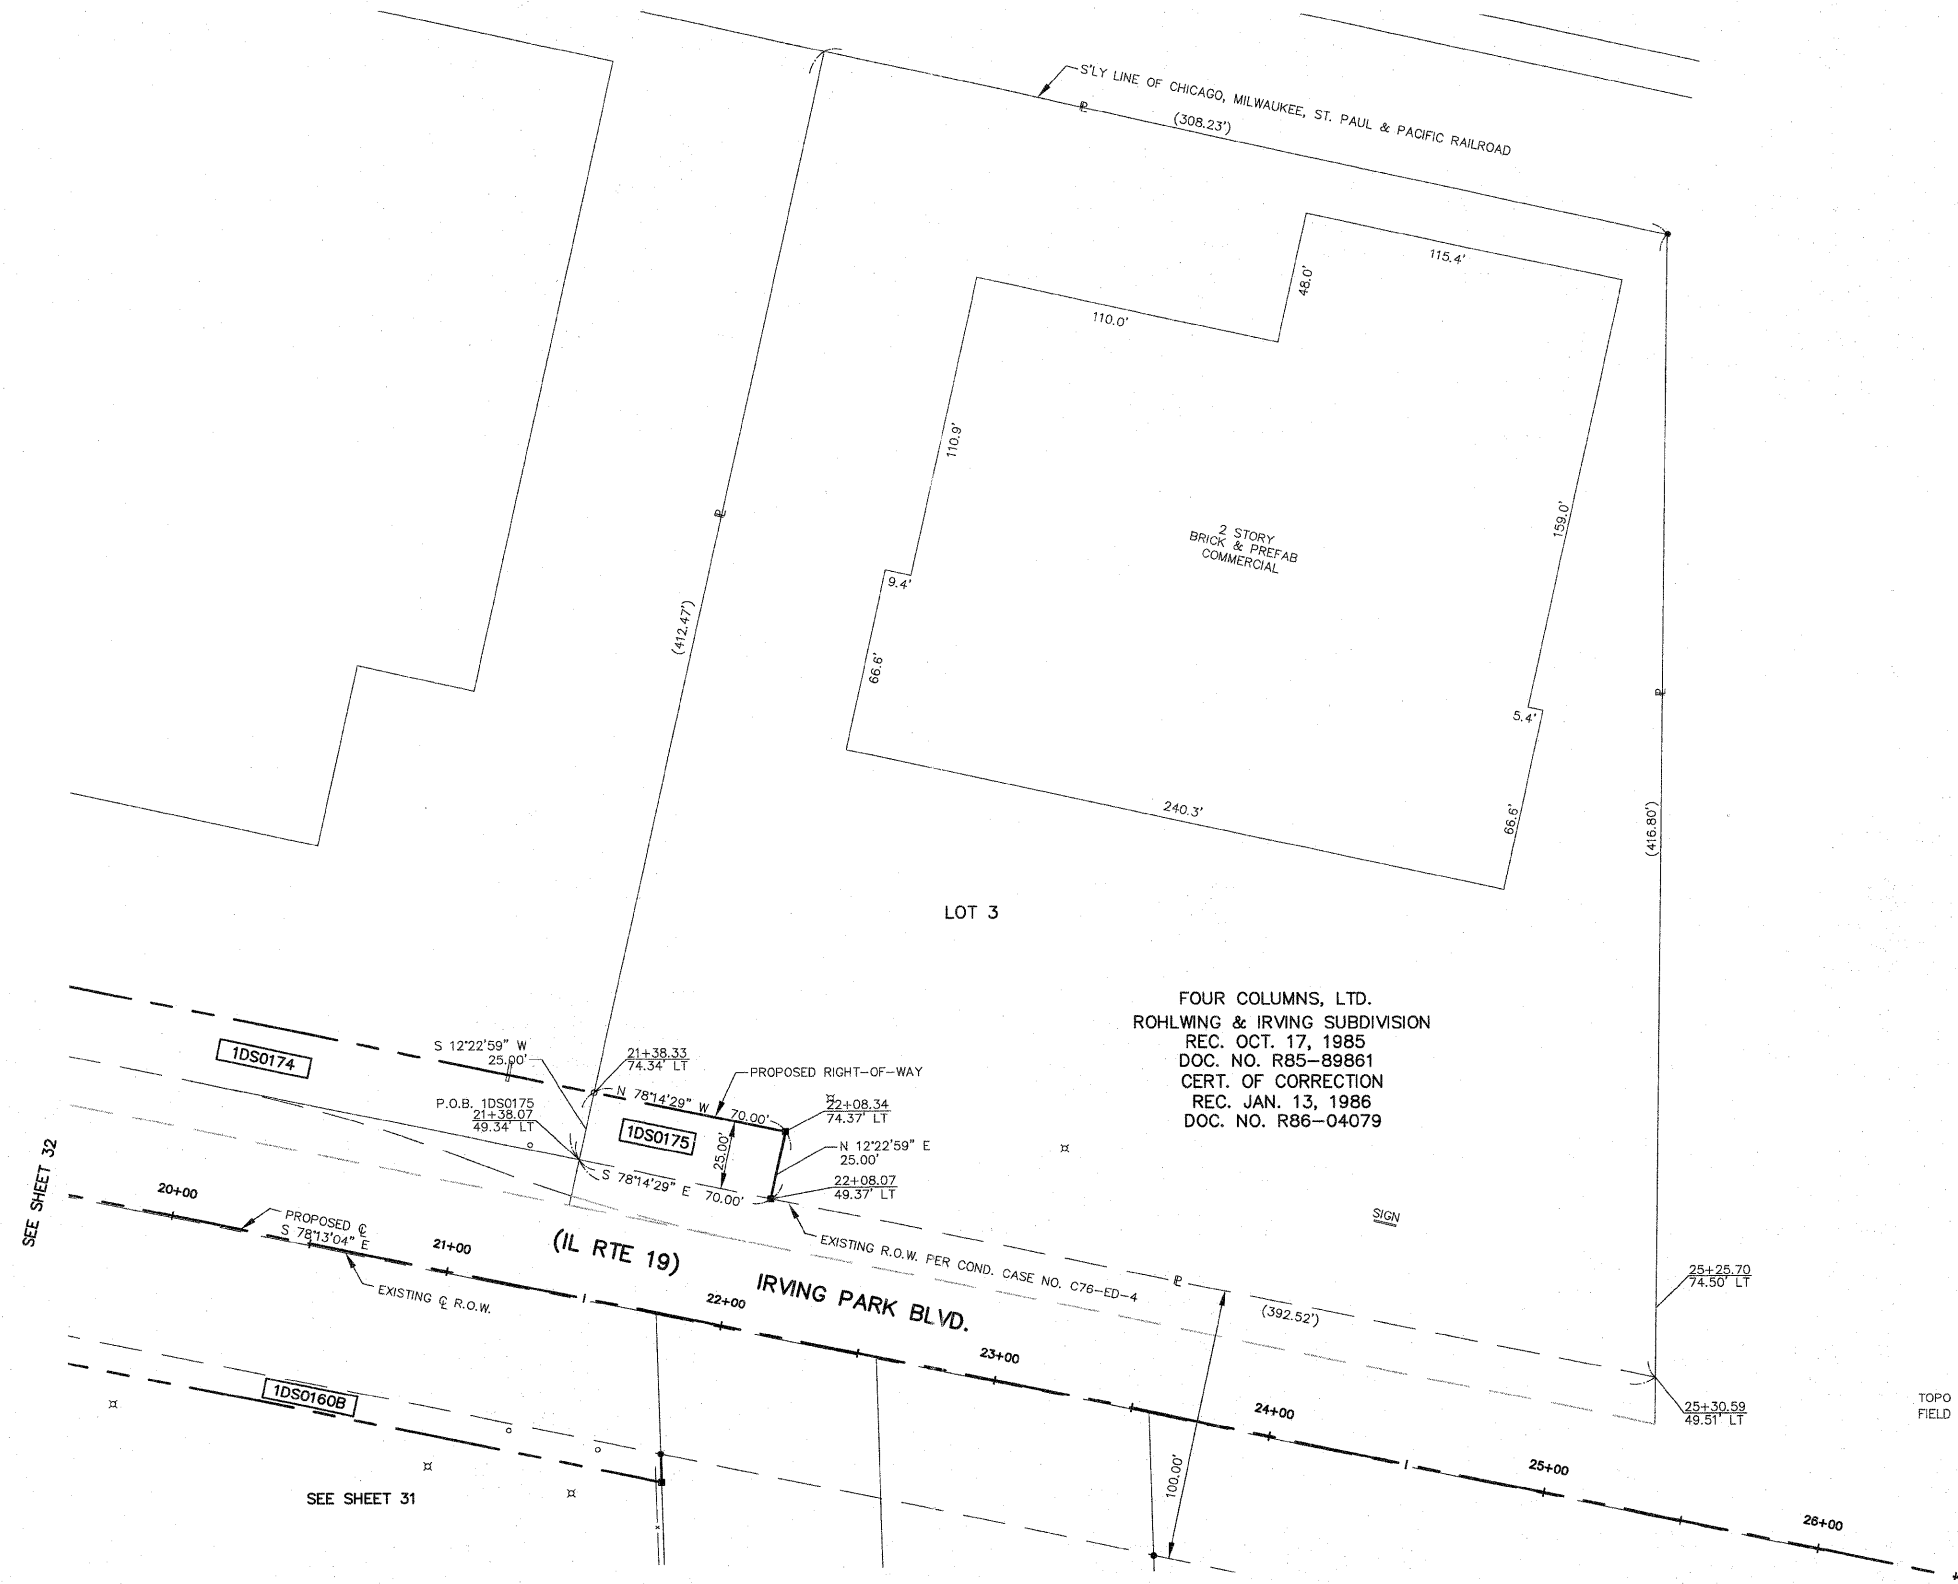 S'LY LINE OF CHICAGO, MILWAUKEE, ST. PAUL & PACIFIC RAILROAD
℄
(308.23')
115.4'
48.0'
110.0'
110.9'
℄
159.0'
2 STORY
BRICK & PREFAB
COMMERCIAL
9.4'
(412.47')
66.6'
℄
5.4'
240.3'
66.6'
(416.80')
LOT 3
FOUR COLUMNS, LTD.
ROHLWING & IRVING SUBDIVISION
REC. OCT. 17, 1985
DOC. NO. R85-89861
CERT. OF CORRECTION
REC. JAN. 13, 1986
DOC. NO. R86-04079
1DS0174
S 12°22'59" W
25.00'
21+38.33
74.34' LT
PROPOSED RIGHT-OF-WAY
N 78°14'29" W
70.00'
22+08.34
74.37' LT
P.O.B. 1DS0175
21+38.07
49.34' LT
1DS0175
25.00'
N 12°22'59" E
25.00'
S 78°14'29" E
70.00'
22+08.07
49.37' LT
SEE SHEET 32
20+00
PROPOSED ℄
S 78°13'04" E
21+00
EXISTING ℄ R.O.W.
(IL RTE 19)
IRVING PARK BLVD.
EXISTING R.O.W. PER COND. CASE NO. C76-ED-4
℄
SIGN
(392.52')
25+25.70
74.50' LT
22+00
23+00
24+00
25+00
26+00
25+30.59
49.51' LT
TOPO
FIELD
1DS0160B
100.00'
SEE SHEET 31